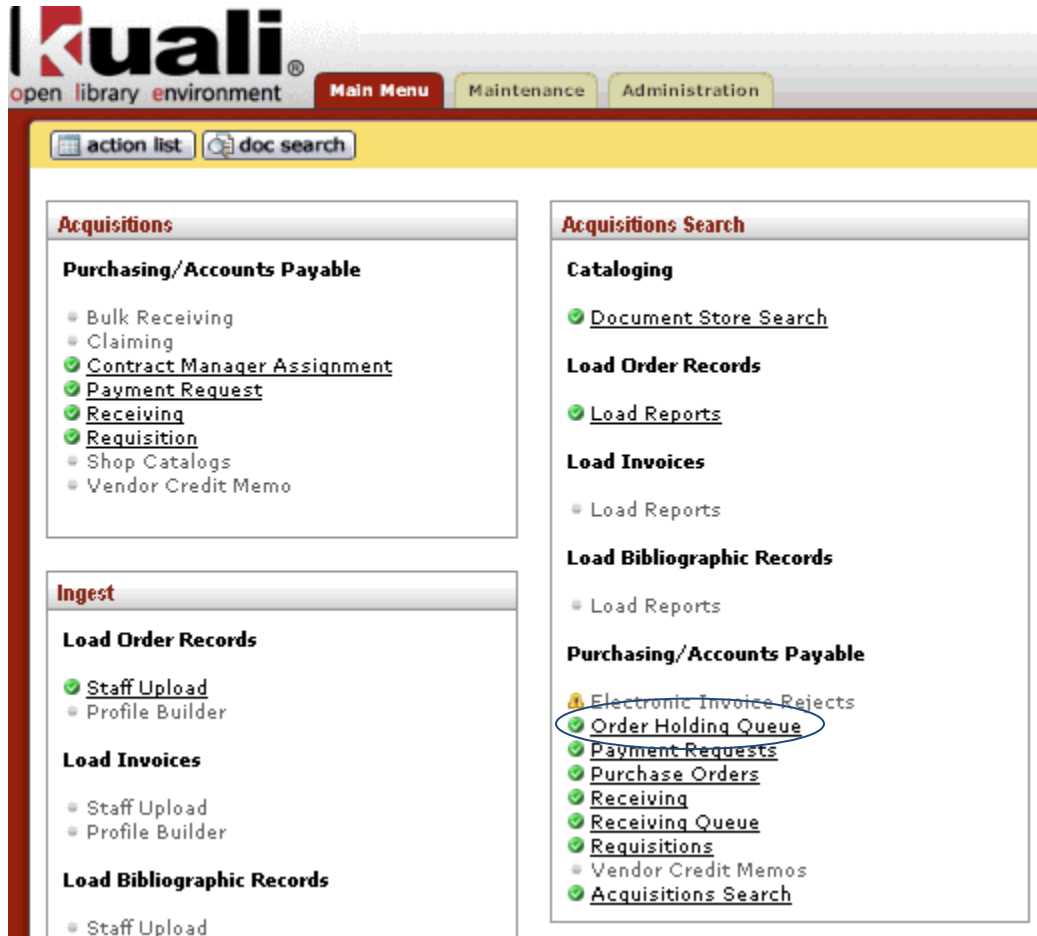 kuali®
open library environment
Main Menu
Maintenance
Administration
action list
doc search
Acquisitions
Purchasing/Accounts Payable
Bulk Receiving
Claiming
Contract Manager Assignment
Payment Request
Receiving
Requisition
Shop Catalogs
Vendor Credit Memo
Ingest
Load Order Records
Staff Upload
Profile Builder
Load Invoices
Staff Upload
Profile Builder
Load Bibliographic Records
Staff Upload
Acquisitions Search
Cataloging
Document Store Search
Load Order Records
Load Reports
Load Invoices
Load Reports
Load Bibliographic Records
Load Reports
Purchasing/Accounts Payable
Electronic Invoice Rejects
Order Holding Queue
Payment Requests
Purchase Orders
Receiving
Receiving Queue
Requisitions
Vendor Credit Memos
Acquisitions Search